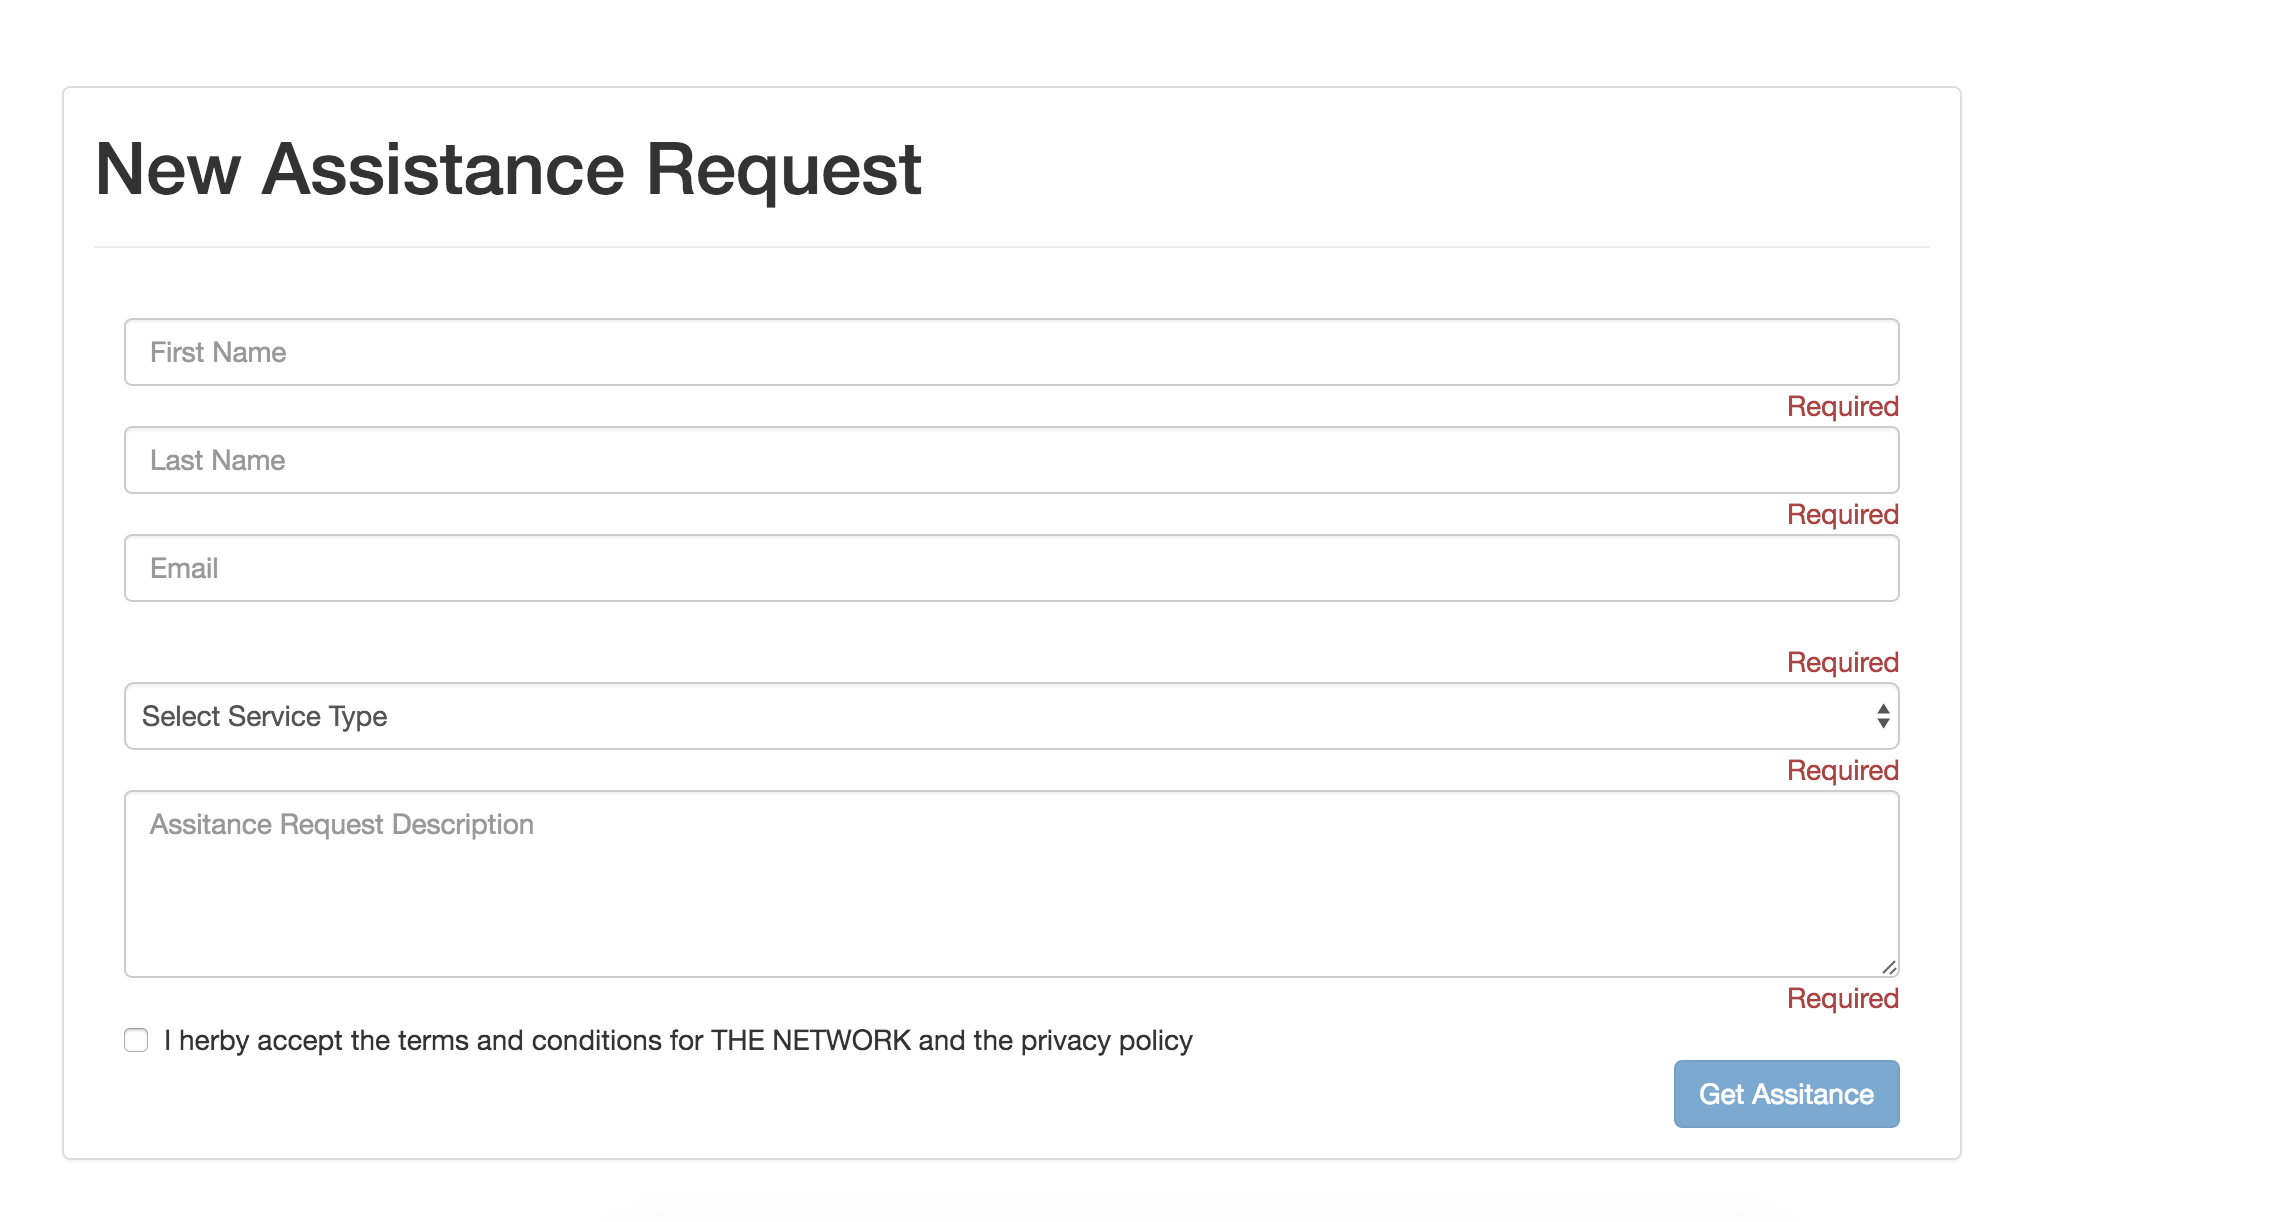 New Assistance Request
First Name
Required
Last Name
Required
Email
Required
Select Service Type
Required
Assitance Request Description
Required
I herby accept the terms and conditions for THE NETWORK and the privacy policy
Get Assitance